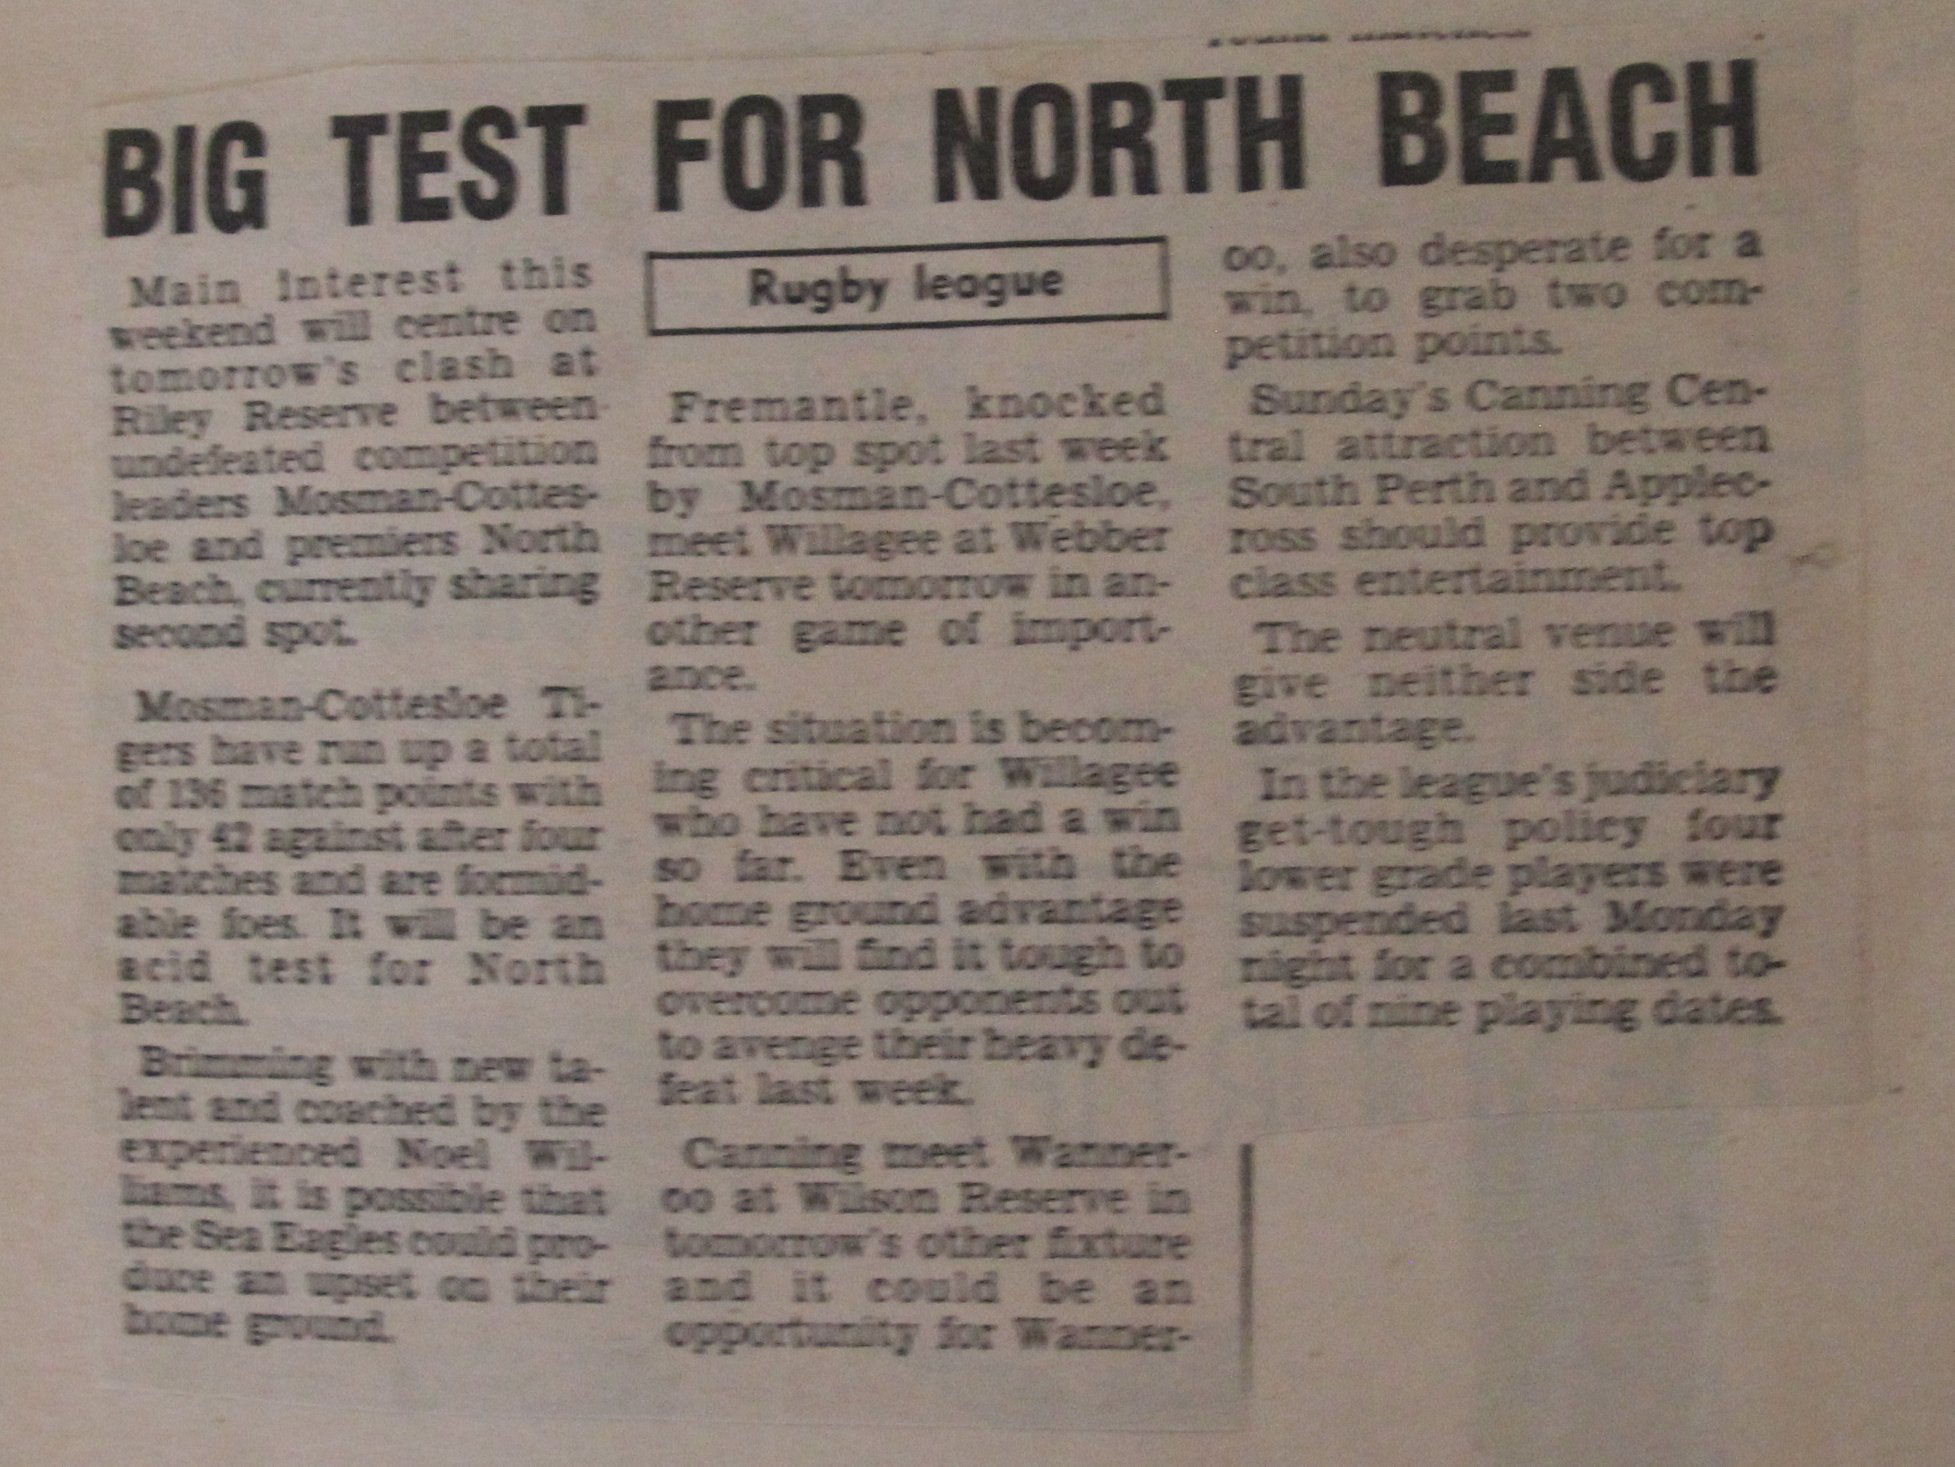 BIG TEST FOR NORTH BEACH
Main Interest this
weekend will centre on
tomorrow's clash at
Riley Reserve between
undefeated competition
leaders Mosman-Cottes-
loe and premiers North
Beach, currently sharing
second spot.
Mosman-Cottesloe Ti-
gers have run up a total
of 136 match points with
only 42 against after four
matches and are formid-
able foes. It will be an
acid test for North
Beach.
Brimming with new ta-
lent and coached by the
experienced Noel Wil-
liams, it is possible that
the Sea Eagles could pro-
duce an upset on their
home ground.
Rugby league
Fremantle, knocked
from top spot last week
by Mosman-Cottesloe,
meet Willagee at Webber
Reserve tomorrow in an-
other game of import-
ance.
The situation is becom-
ing critical for Willagee
who have not had a win
so far. Even with the
home ground advantage
they will find it tough to
overcome opponents out
to avenge their heavy de-
feat last week.
Canning meet Wanner-
oo at Wilson Reserve in
tomorrow's other fixture
and it could be an
opportunity for Wanner-
oo, also desperate for a
win, to grab two com-
petition points.
Sunday's Canning Cen-
tral attraction between
South Perth and Applec-
ross should provide top
class entertainment.
The neutral venue will
give neither side the
advantage.
In the league's judiciary
get-tough policy four
lower grade players were
suspended last Monday
night for a combined to-
tal of nine playing dates.